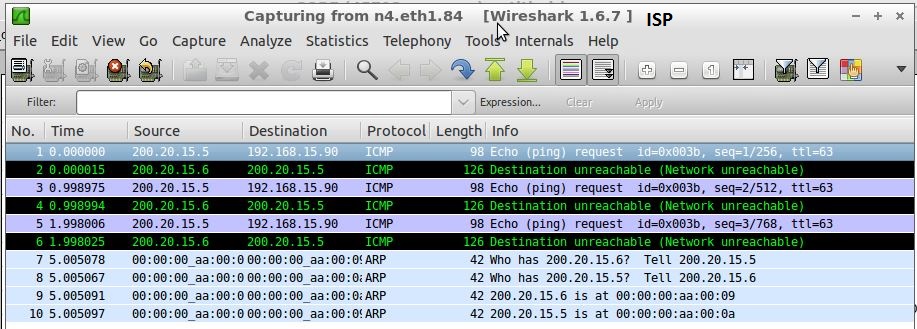 Capturing from n4.eth1.84 [Wireshark 1.6.7 ] ISP
File Edit View Go Capture Analyze Statistics Telephony Tools Internals Help
Filter: Expression... Clear Apply
No. Time Source Destination Protocol Length Info
1 0.000000 200.20.15.5 192.168.15.90 ICMP 98 Echo (ping) request id=0x003b, seq=1/256, ttl=63
2 0.000015 200.20.15.6 200.20.15.5 ICMP 126 Destination unreachable (Network unreachable)
3 0.998975 200.20.15.5 192.168.15.90 ICMP 98 Echo (ping) request id=0x003b, seq=2/512, ttl=63
4 0.998994 200.20.15.6 200.20.15.5 ICMP 126 Destination unreachable (Network unreachable)
5 1.998006 200.20.15.5 192.168.15.90 ICMP 98 Echo (ping) request id=0x003b, seq=3/768, ttl=63
6 1.998025 200.20.15.6 200.20.15.5 ICMP 126 Destination unreachable (Network unreachable)
7 5.005078 00:00:00_aa:00:0 00:00:00_aa:00:0 ARP 42 Who has 200.20.15.6? Tell 200.20.15.5
8 5.005067 00:00:00_aa:00:0 00:00:00_aa:00:0 ARP 42 Who has 200.20.15.5? Tell 200.20.15.6
9 5.005091 00:00:00_aa:00:0 00:00:00_aa:00:0 ARP 42 200.20.15.6 is at 00:00:00:aa:00:09
10 5.005097 00:00:00_aa:00:0 00:00:00_aa:00:0 ARP 42 200.20.15.5 is at 00:00:00:aa:00:0a